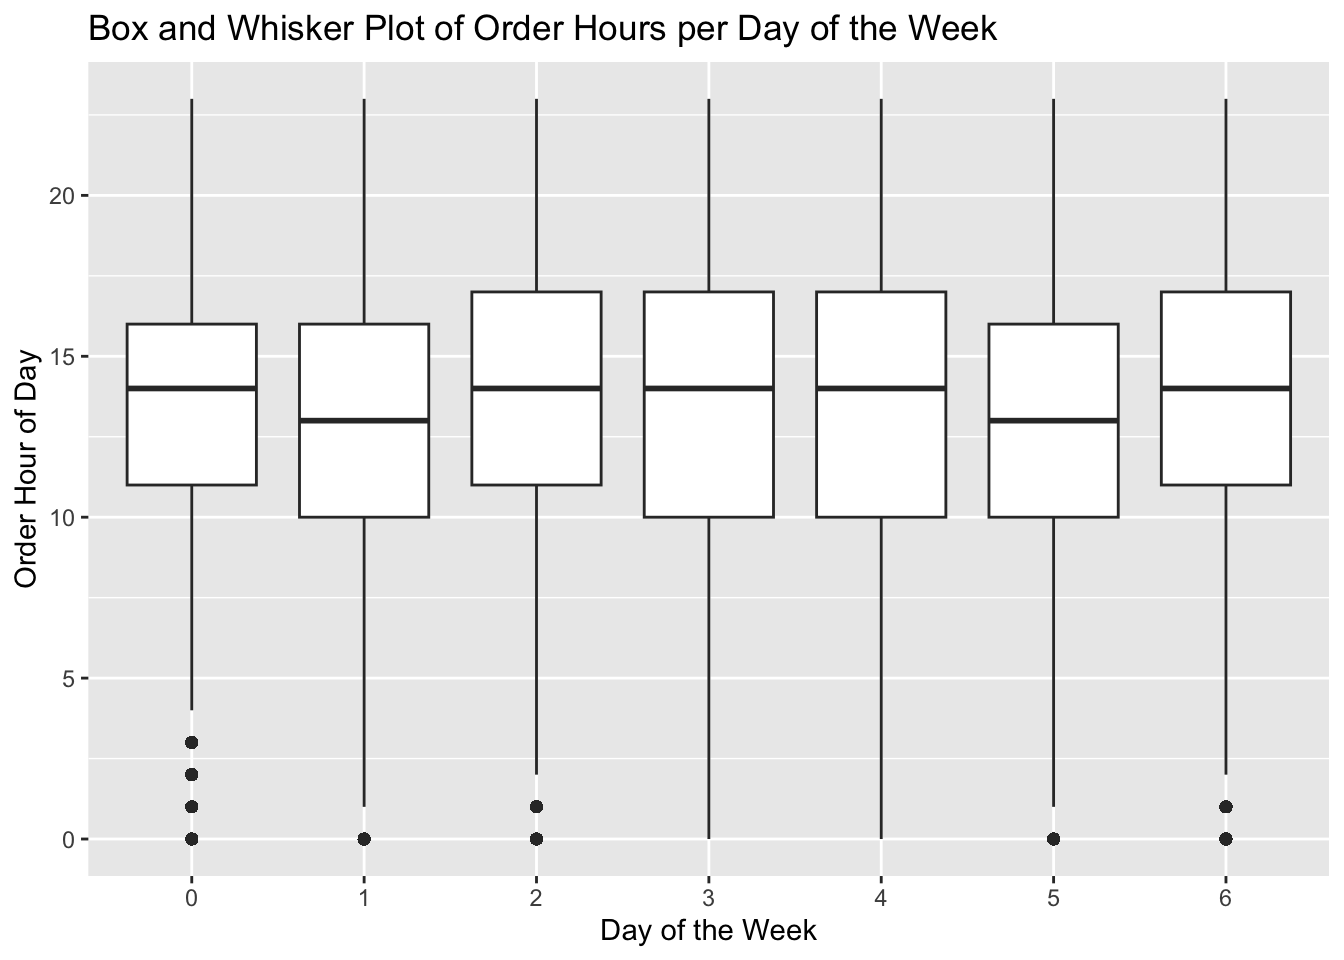 Box and Whisker Plot of Order Hours per Day of the Week
Order Hour of Day
20
15
10
5
0
0 1 2 3 4 5 6
Day of the Week